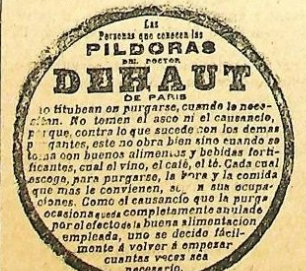 Las
Personas que conocen las
PILDORAS
DEL DOCTOR
DEHAUT
DE PARIS
no titubean en purgarse, cuando lo nece-
sitan. No temen el asco ni el causancio,
porque, contra lo que sucede con los demas
purgantes, este no obra bien sino cuando se
toma con buenos alimentos y bebidas forti-
ficantes, cual el vino, el café, el té. Cada cual
escoge, para purgarse, la hora y la comida
que mas le convienen, su ocupa-
ciones. Como el causancio que la purga
ocasiona queda completamente anulado
por el efecto de la buena alimentacion
empleada, uno se decide fácil-
mente á volver á empezar
cuantas veces sea
necesario.